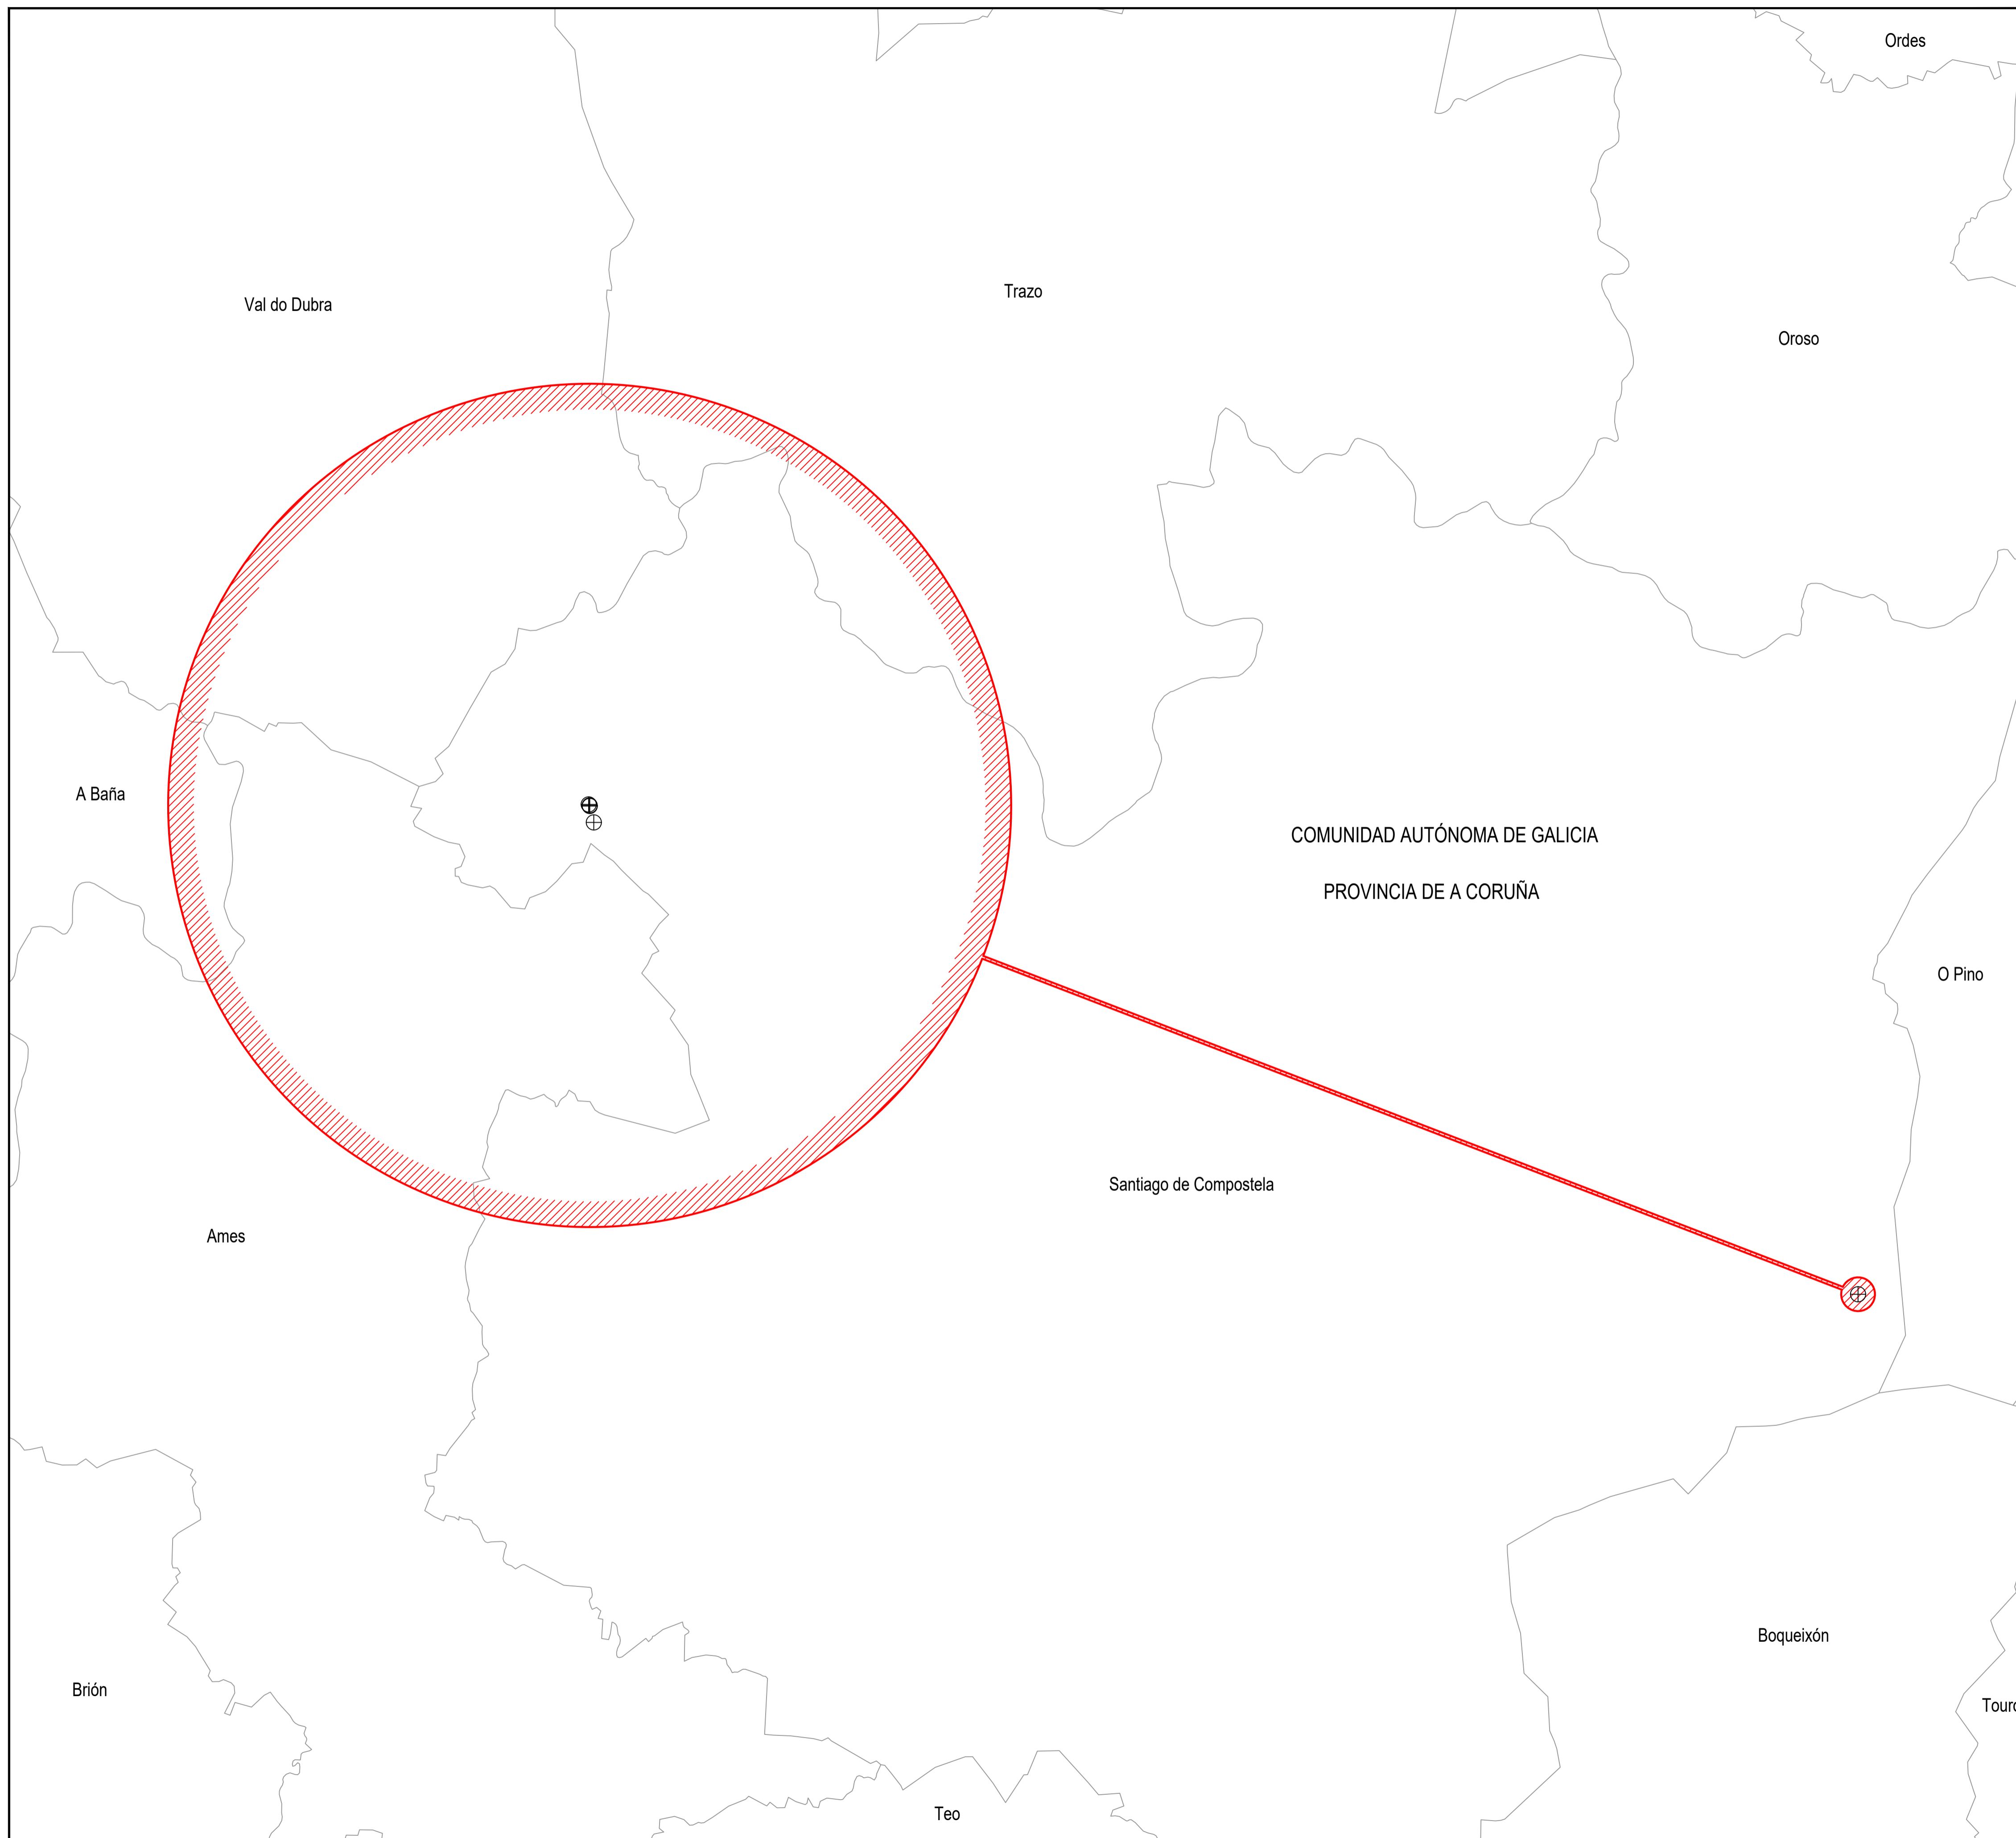 Ordes
Trazo
Val do Dubra
Oroso
A Baña
COMUNIDAD AUTÓNOMA DE GALICIA
PROVINCIA DE A CORUÑA
O Pino
Santiago de Compostela
Ames
Boqueixón
Brión
Teo